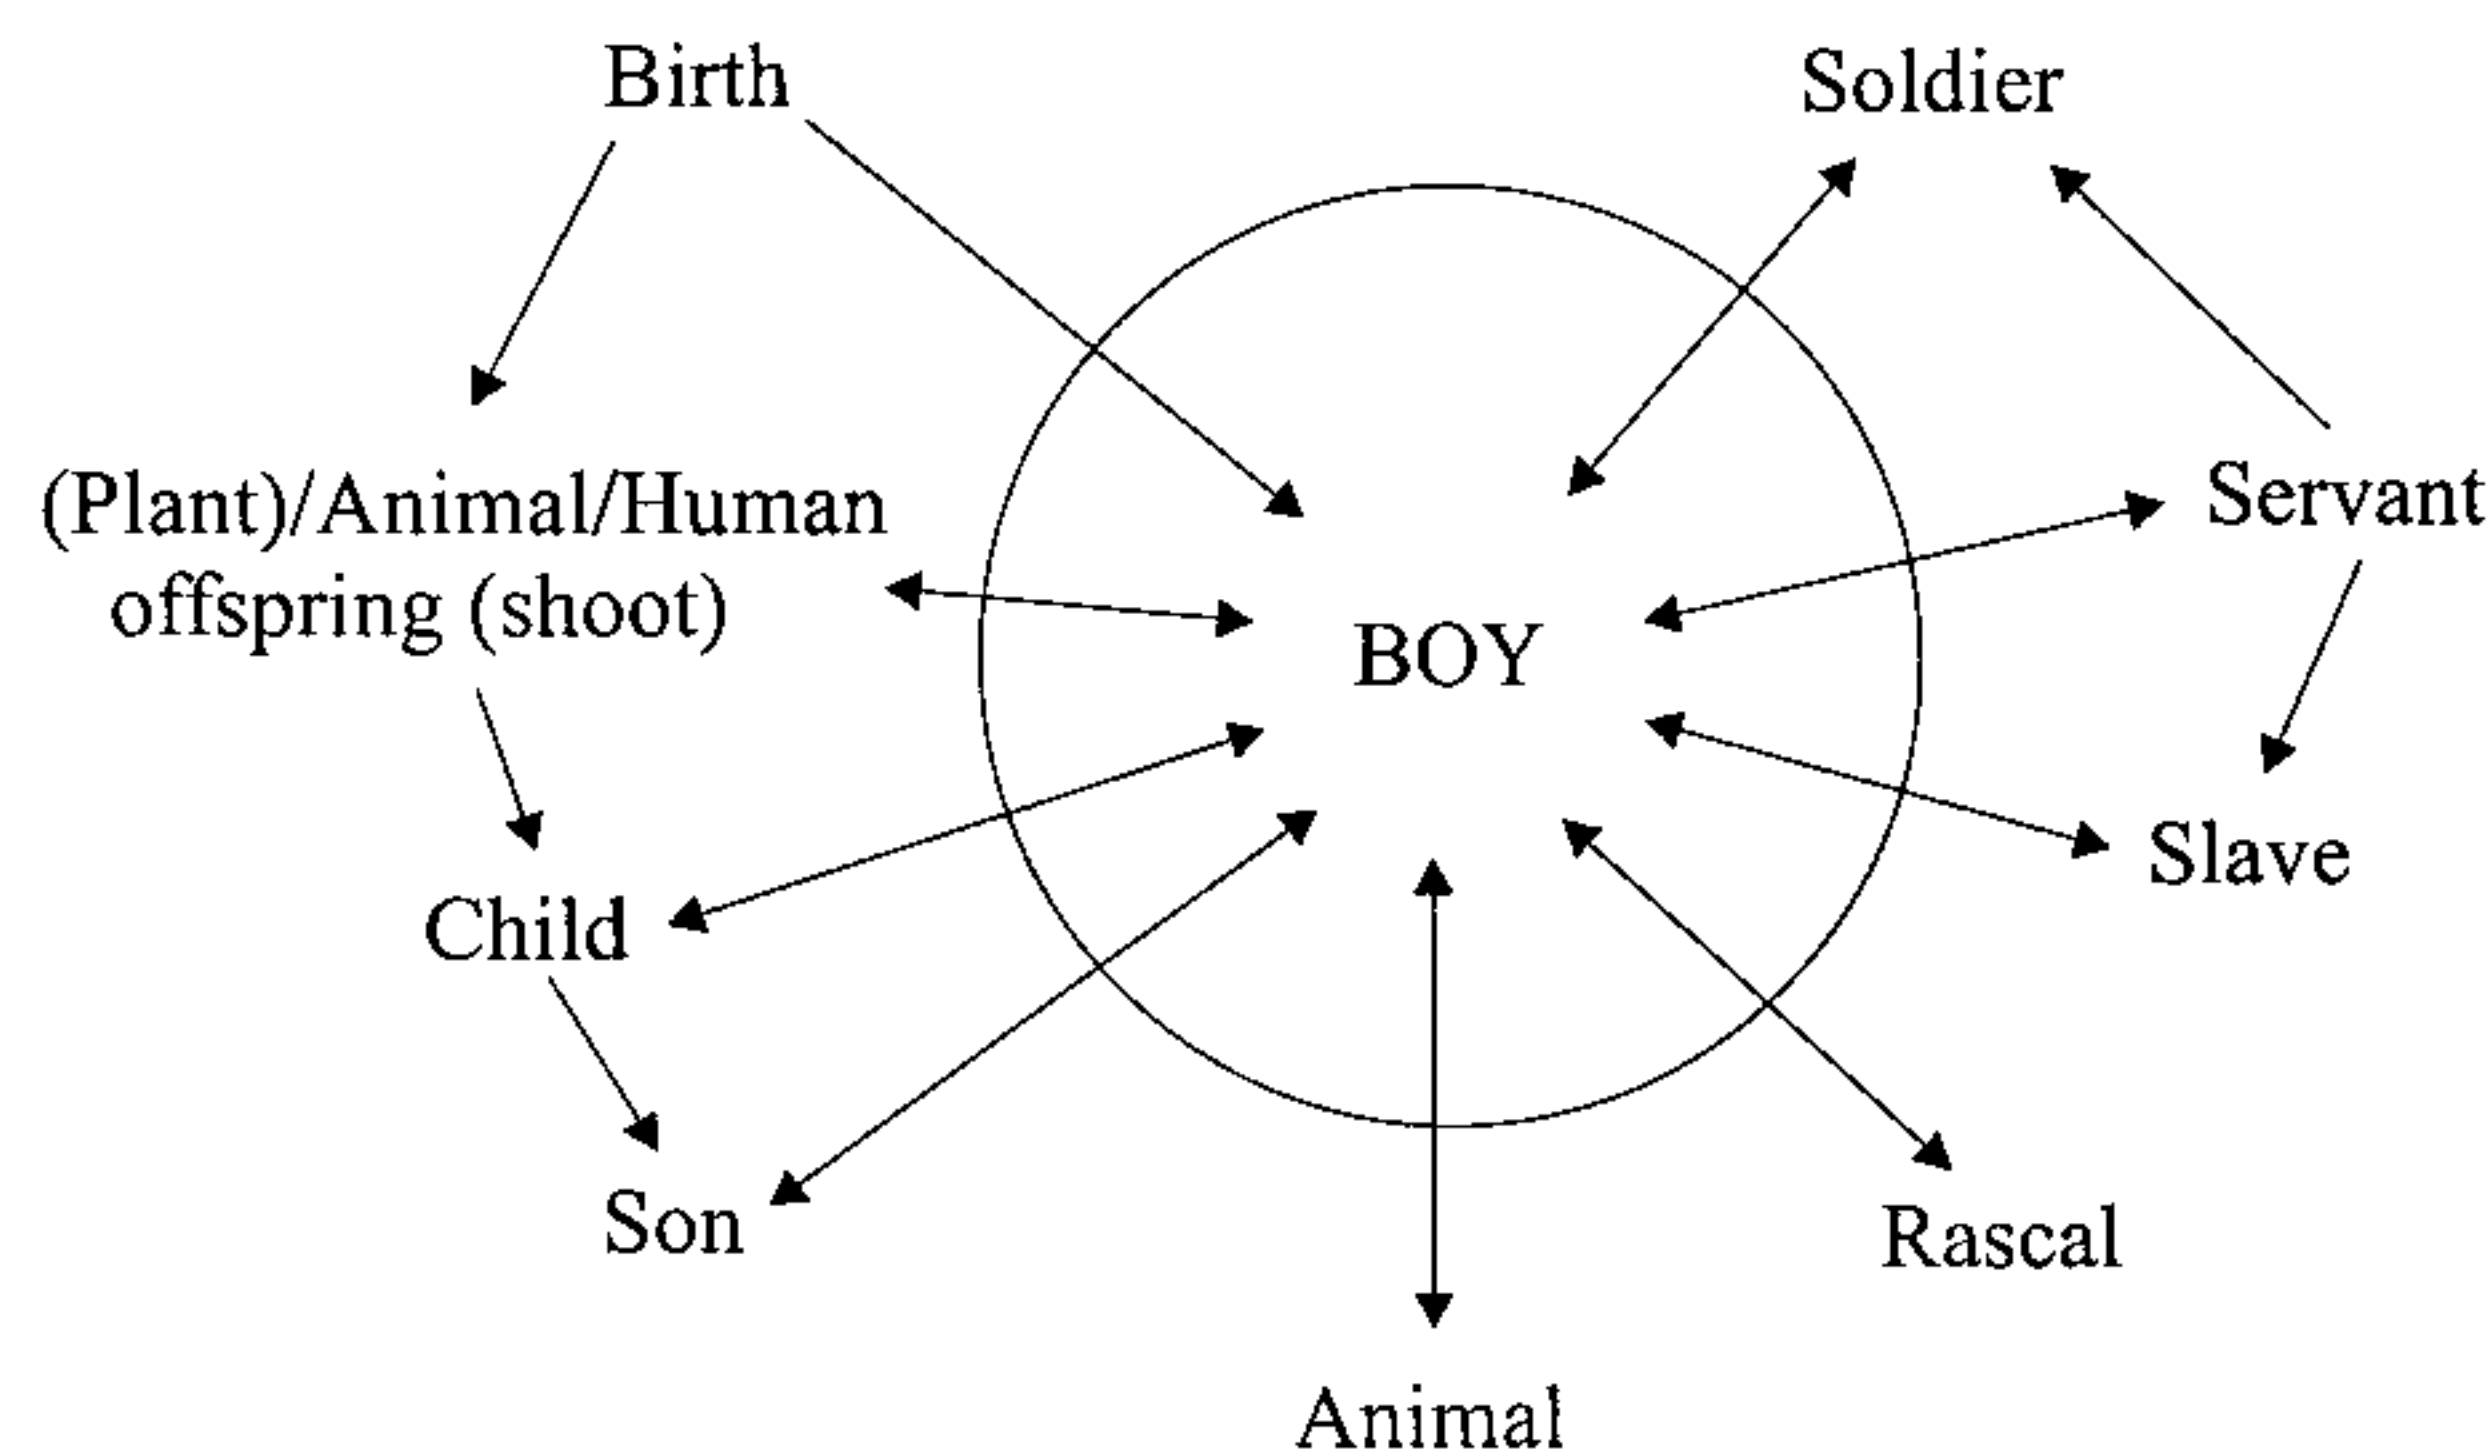 Birth
Soldier
(Plant)/Animal/Human
offspring (shoot)
Servant
BOY
Slave
Child
Son
Rascal
Animal